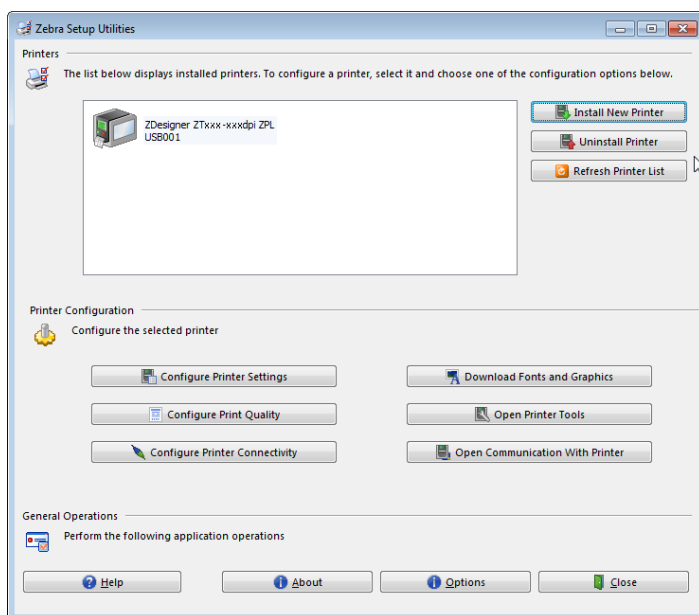 Zebra Setup Utilities
Printers
The list below displays installed printers. To configure a printer, select it and choose one of the configuration options below.
ZDesigner ZTxxx-xxxdpi ZPL
USB001
Install New Printer
Uninstall Printer
Refresh Printer List
Printer Configuration
Configure the selected printer
Configure Printer Settings
Download Fonts and Graphics
Configure Print Quality
Open Printer Tools
Configure Printer Connectivity
Open Communication With Printer
General Operations
Perform the following application operations
Help
About
Options
Close